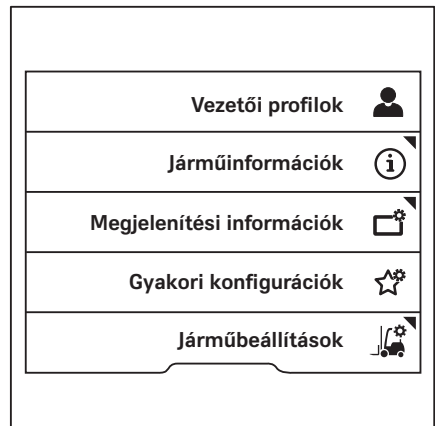 Vezetői profilok
Járműinformációk
Megjelenítési információk
Gyakori konfigurációk
Járműbeállítások